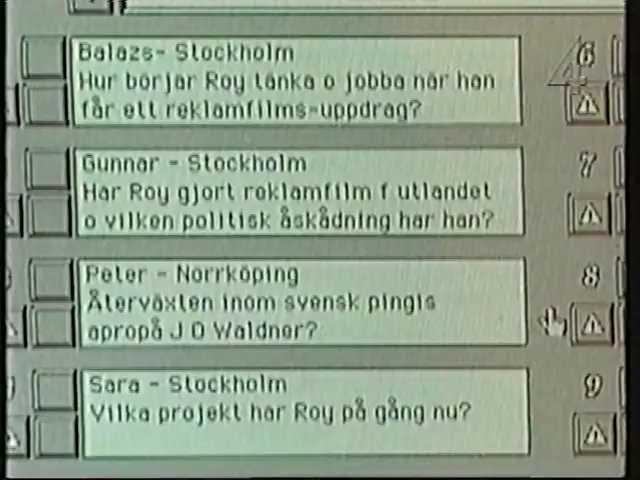 Balazs- Stockholm
Hur börjar Roy tänka o jobba när han
får ett reklamfilms-uppdrag?
6
Gunnar - Stockholm
Har Roy gjort reklamfilm f utlandet
o vilken politisk åskådning har han?
7
Peter - Norrköping
Återväxten inom svensk pingis
apropå J O Waldner?
8
Sara - Stockholm
Vilka projekt har Roy på gång nu?
9